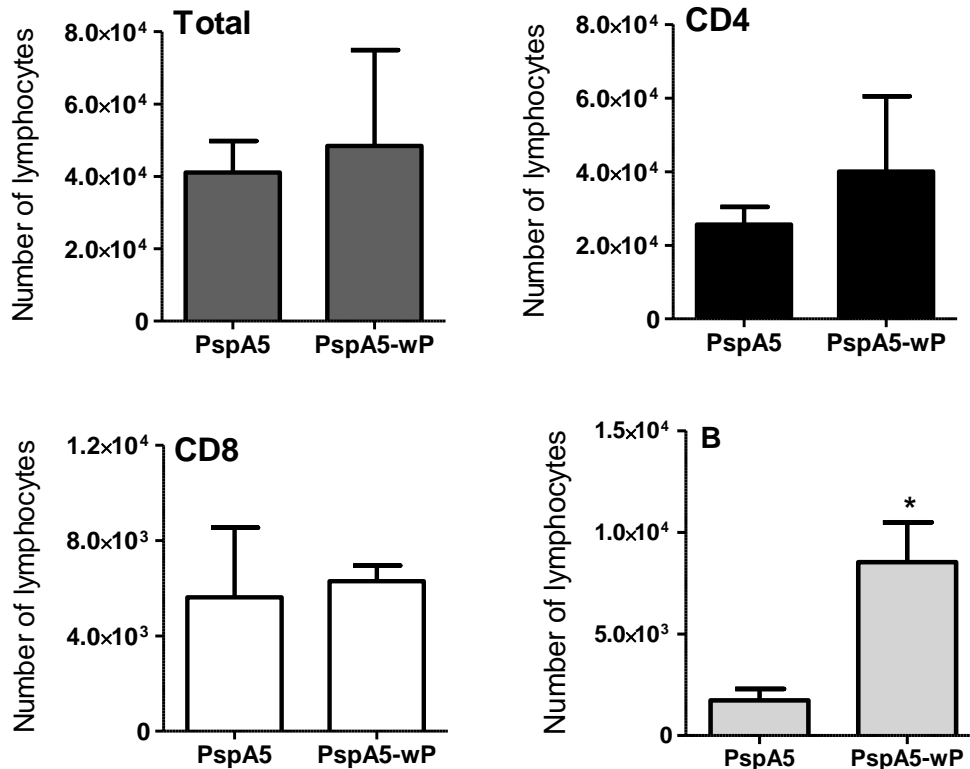 Total
Number of lymphocytes
8.0×10⁴
6.0×10⁴
4.0×10⁴
2.0×10⁴
0
PspA5 PspA5-wP
CD4
Number of lymphocytes
8.0×10⁴
6.0×10⁴
4.0×10⁴
2.0×10⁴
0
PspA5 PspA5-wP
CD8
Number of lymphocytes
1.2×10⁴
8.0×10³
4.0×10³
0
PspA5 PspA5-wP
B
Number of lymphocytes
1.5×10⁴
1.0×10⁴
5.0×10³
0
*
PspA5 PspA5-wP